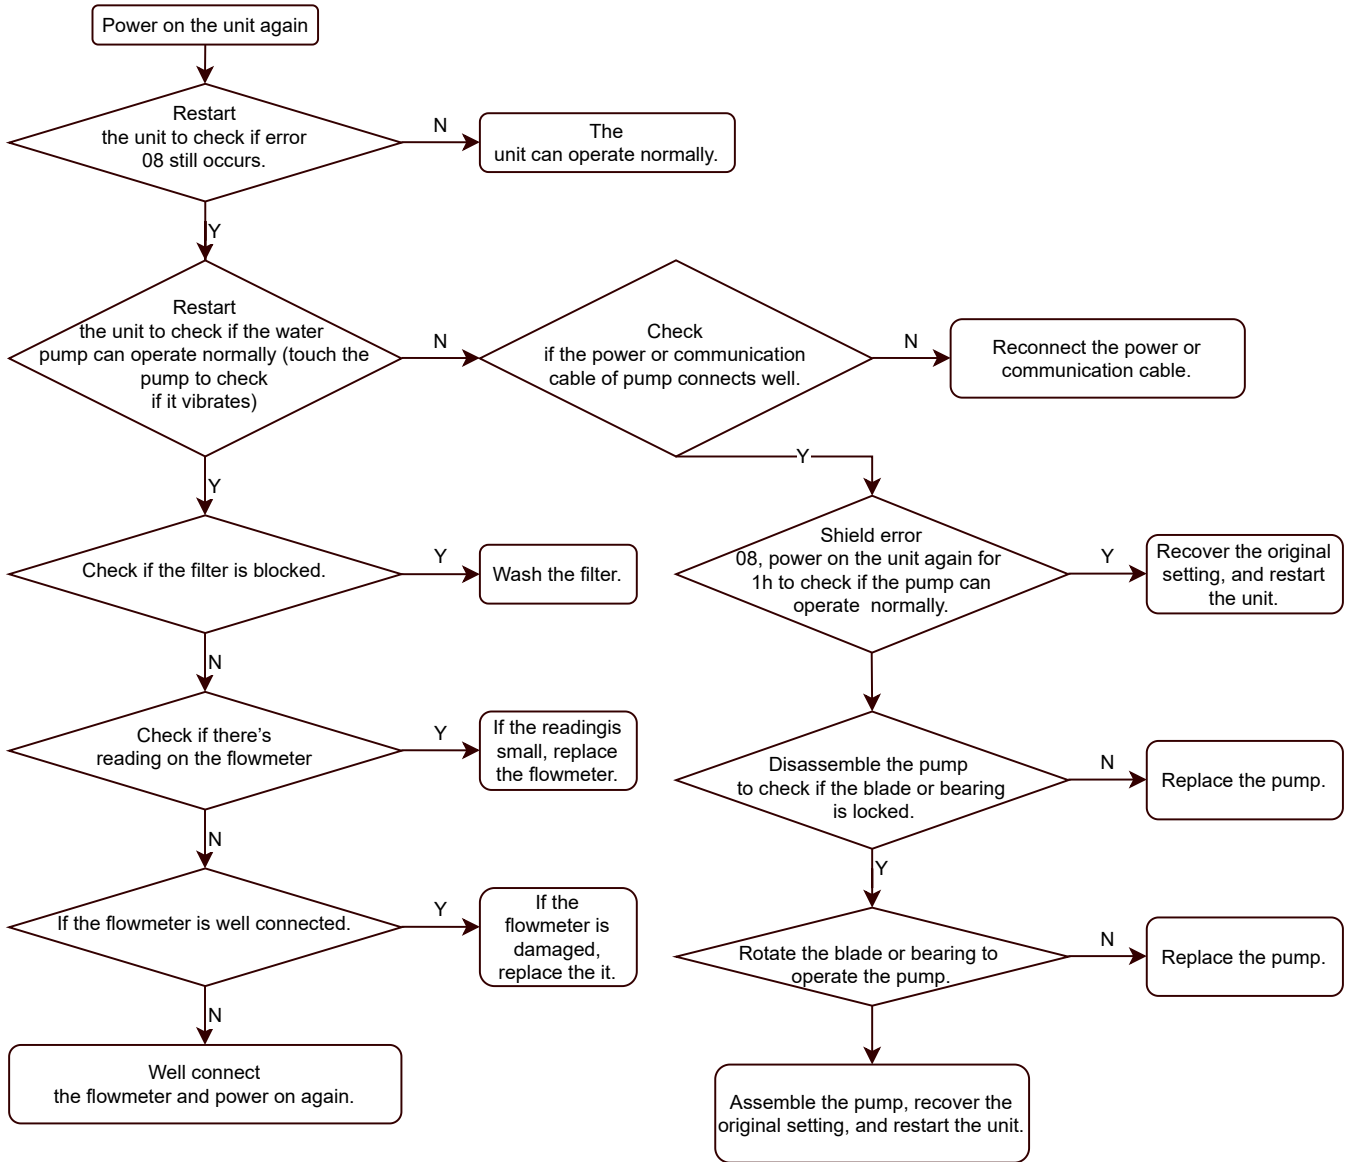 Power on the unit again
Restart
the unit to check if error
08 still occurs.
N
The
unit can operate normally.
Y
Restart
the unit to check if the water
pump can operate normally (touch the
pump to check
if it vibrates)
N
Check
if the power or communication
cable of pump connects well.
N
Reconnect the power or
communication cable.
Y
Y
Check if the filter is blocked.
Y
Wash the filter.
Shield error
08, power on the unit again for
1h to check if the pump can
operate  normally.
Y
Recover the original
setting, and restart
the unit.
N
Check if there's
reading on the flowmeter
Y
If the readingis
small, replace
the flowmeter.
Disassemble the pump
to check if the blade or bearing
is locked.
N
Replace the pump.
N
Y
If the flowmeter is well connected.
Y
If the
flowmeter is
damaged,
replace the it.
Rotate the blade or bearing to
operate the pump.
N
Replace the pump.
N
Well connect
the flowmeter and power on again.
Assemble the pump, recover the
original setting, and restart the unit.